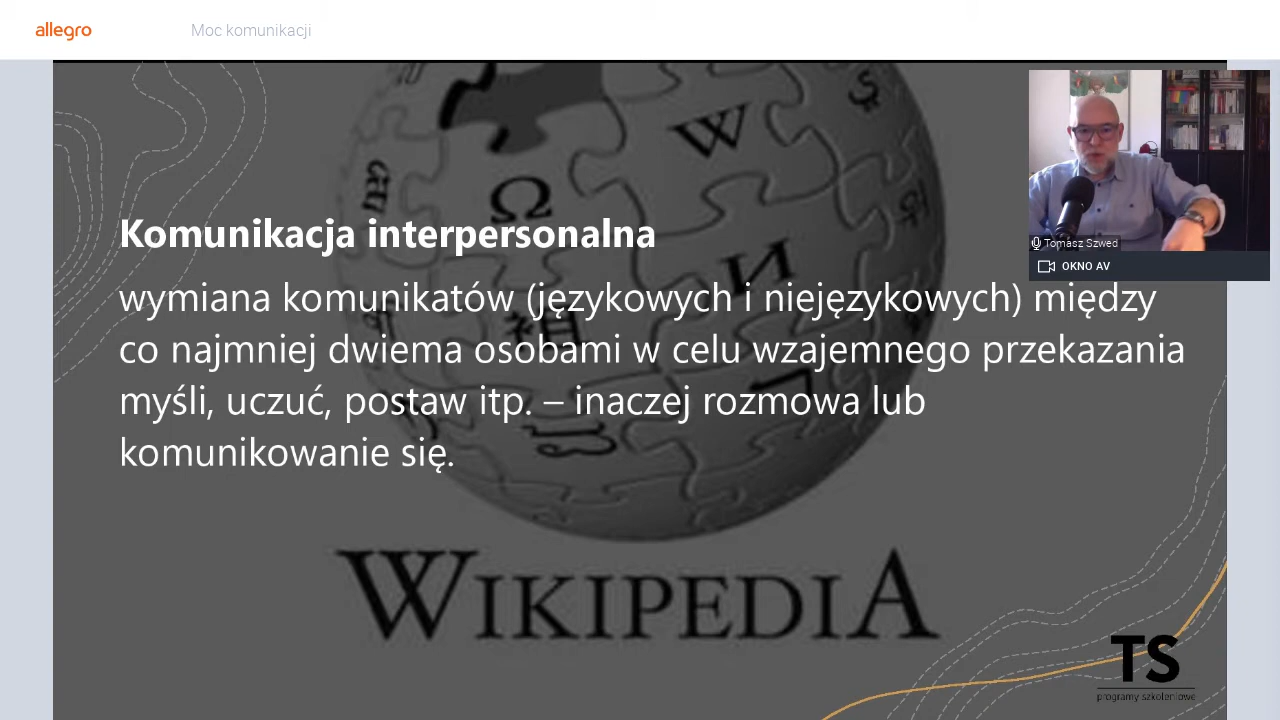 allegro
Moc komunikacji
Tomasz Szwed
OKNO AV
Komunikacja interpersonalna
wymiana komunikatów (językowych i niejęzykowych) między
co najmniej dwiema osobami w celu wzajemnego przekazania
myśli, uczuć, postaw itp. – inaczej rozmowa lub
komunikowanie się.
WIKIPEDIA
TS
programy szkoleniowe